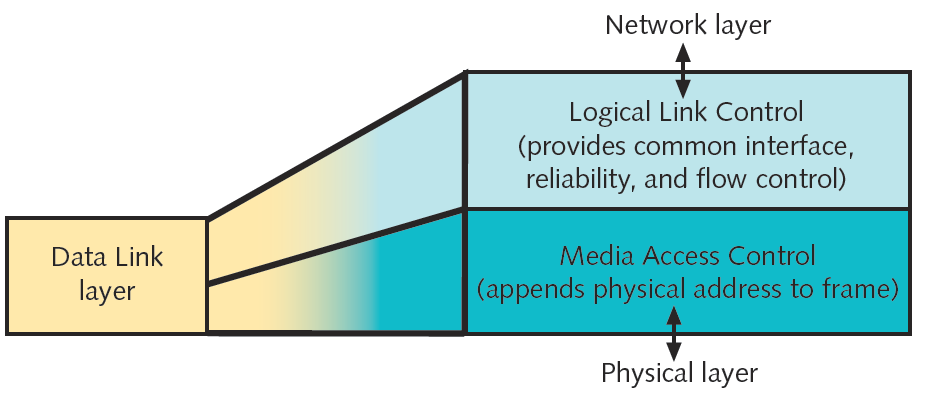 Network layer
Logical Link Control
(provides common interface,
reliability, and flow control)
Data Link
layer
Media Access Control
(appends physical address to frame)
Physical layer